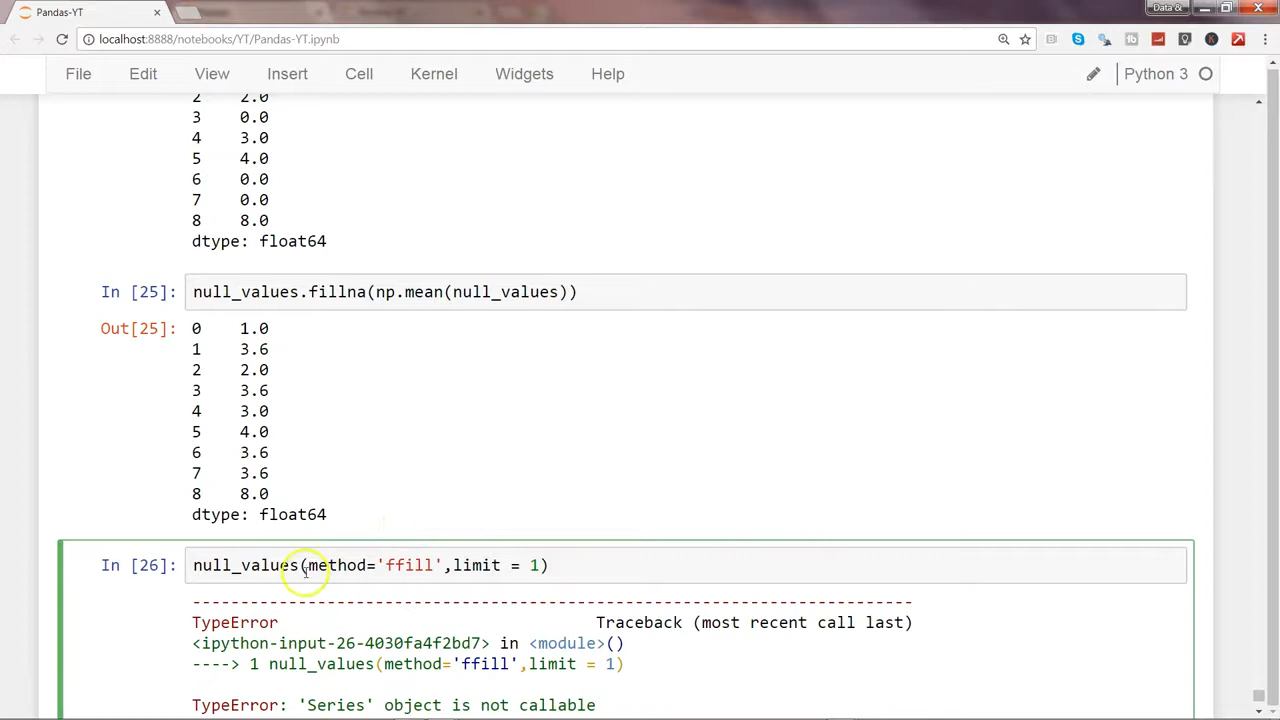 Pandas-YT
Data &
localhost:8888/notebooks/YT/Pandas-YT.ipynb
File Edit View Insert Cell Kernel Widgets Help Python 3
2 2.0
3 0.0
4 3.0
5 4.0
6 0.0
7 0.0
8 8.0
dtype: float64
In [25]: null_values.fillna(np.mean(null_values))
Out[25]: 0 1.0
1 3.6
2 2.0
3 3.6
4 3.0
5 4.0
6 3.6
7 3.6
8 8.0
dtype: float64
In [26]: null_values(method='ffill',limit = 1)
---------------------------------------------------------------------------
TypeError Traceback (most recent call last)
<ipython-input-26-4030fa4f2bd7> in <module>()
----> 1 null_values(method='ffill',limit = 1)
TypeError: 'Series' object is not callable